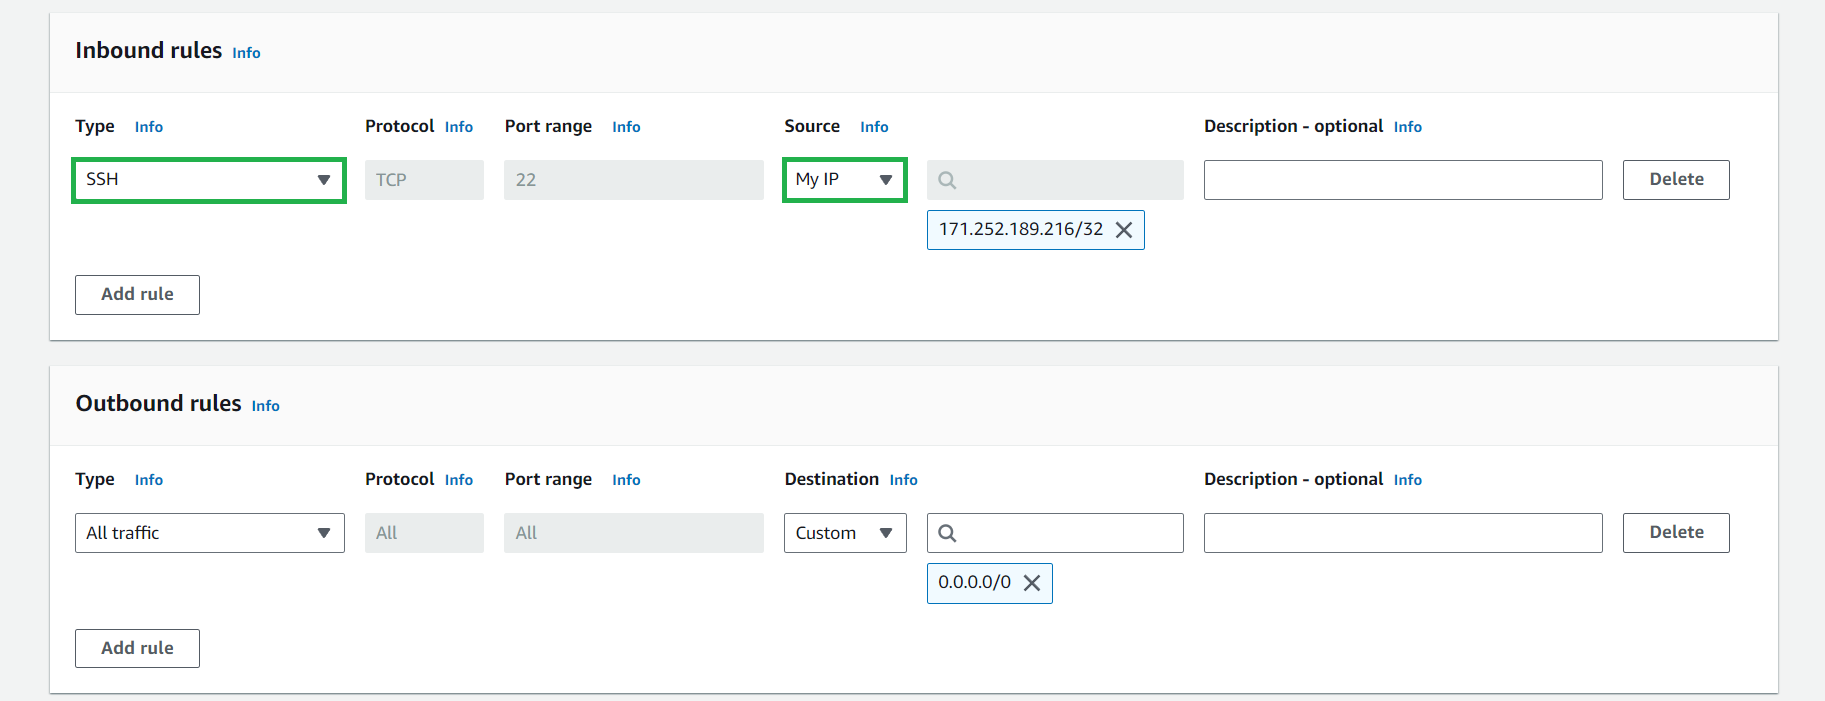 Inbound rules Info
Type Info Protocol Info Port range Info Source Info Description - optional Info
SSH TCP 22 My IP Delete
171.252.189.216/32
Add rule
Outbound rules Info
Type Info Protocol Info Port range Info Destination Info Description - optional Info
All traffic All All Custom Delete
0.0.0.0/0
Add rule